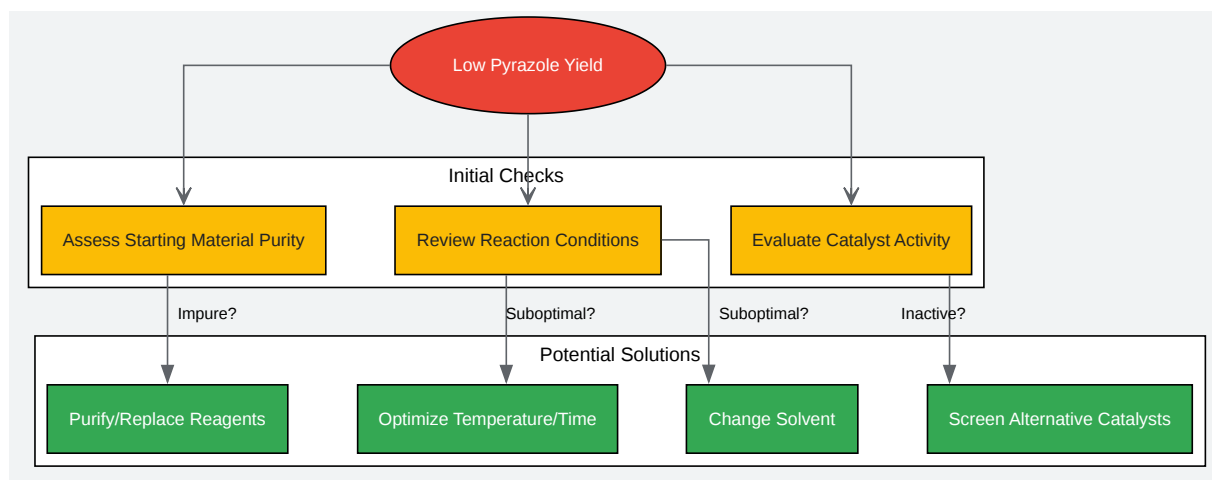 Low Pyrazole Yield
Initial Checks
Assess Starting Material Purity
Review Reaction Conditions
Evaluate Catalyst Activity
Impure?
Suboptimal?
Suboptimal?
Inactive?
Potential Solutions
Purify/Replace Reagents
Optimize Temperature/Time
Change Solvent
Screen Alternative Catalysts